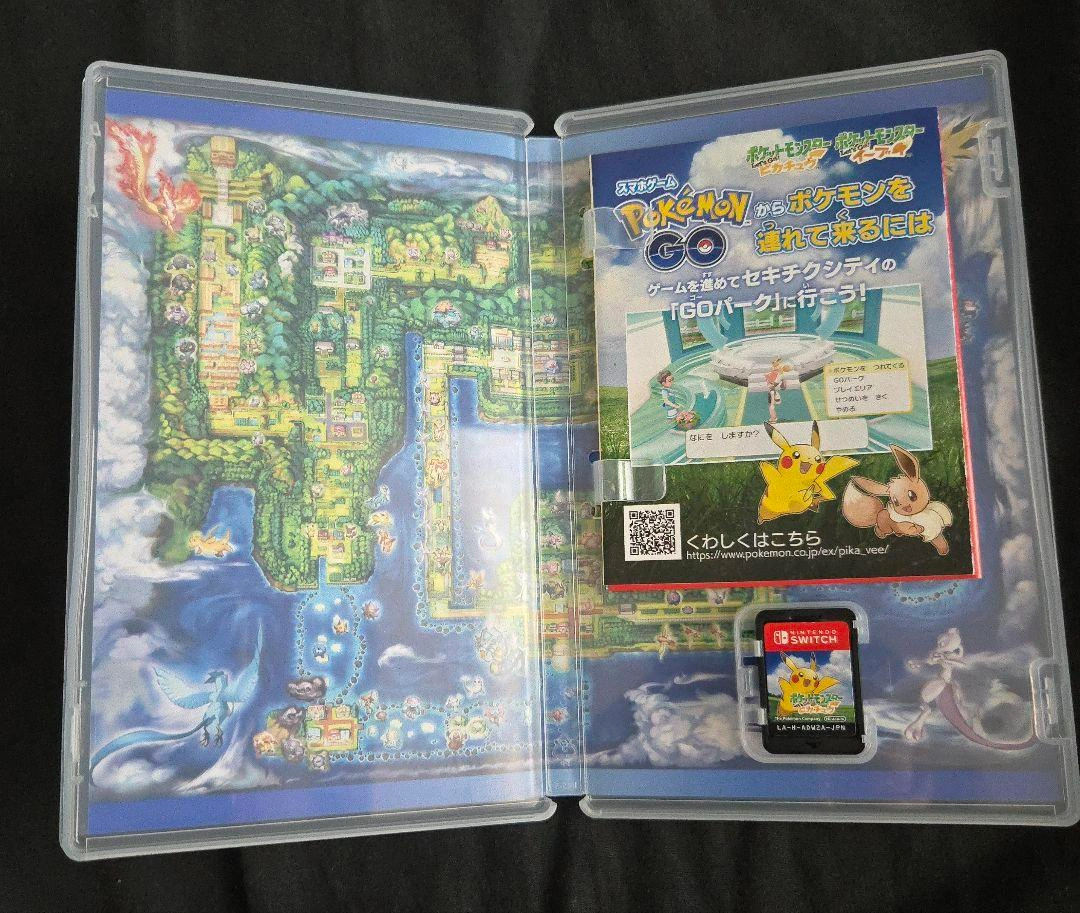 ポケットモンスター
Let's Go!
ピカチュウ
ポケットモンスター
Let's Go!
イーブイ
スマホゲーム
POKÉMON GO
からポケモンを
連れて来るには
ゲームを進めてセキチクシティの
「GOパーク」に行こう!
ポケモンを つれてくる
GOパーク
プレイエリア
せつめいを きく
やめる
なにを しますか?
くわしくはこちら
https://www.pokemon.co.jp/ex/pika_vee/
NINTENDO
SWITCH
ポケットモンスター
ピカチュウ
The Pokémon Company Nintendo
LA-H-ADW2A-JPN